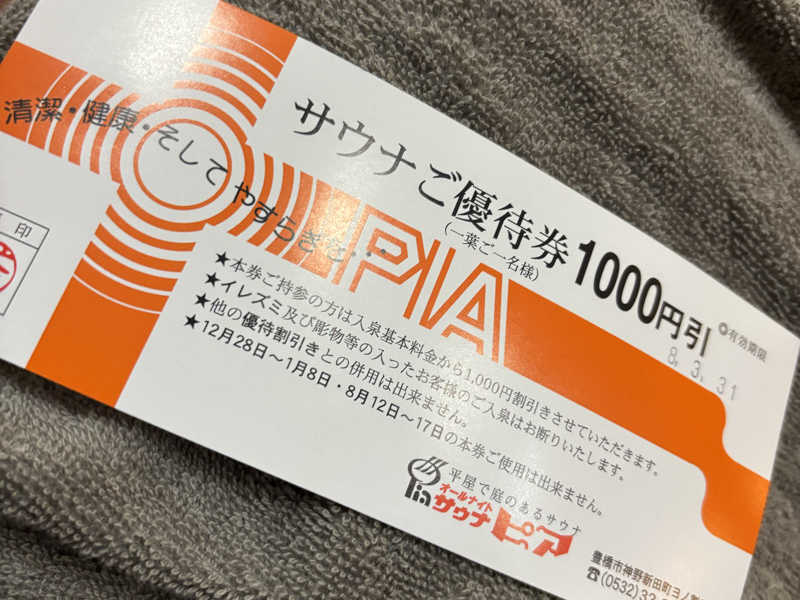 清潔・健康・そして やすらぎを・・・
印
サウナご優待券 1000円引
(一葉ご一名様)
◎有効期限
8. 3. 31
PIA
★本券ご持参の方は入泉基本料金から1,000円割引きさせていただきます。
★イレズミ及び彫物等の入ったお客様のご入泉はお断りいたします。
★他の優待割引きとの併用は出来ません。
★12月28日〜1月8日・8月12日〜17日の本券ご使用は出来ません。
Pia
平屋で庭のあるサウナ
オールナイト
サウナピア
豊橋市神野新田町ヨノ
☎(0532)